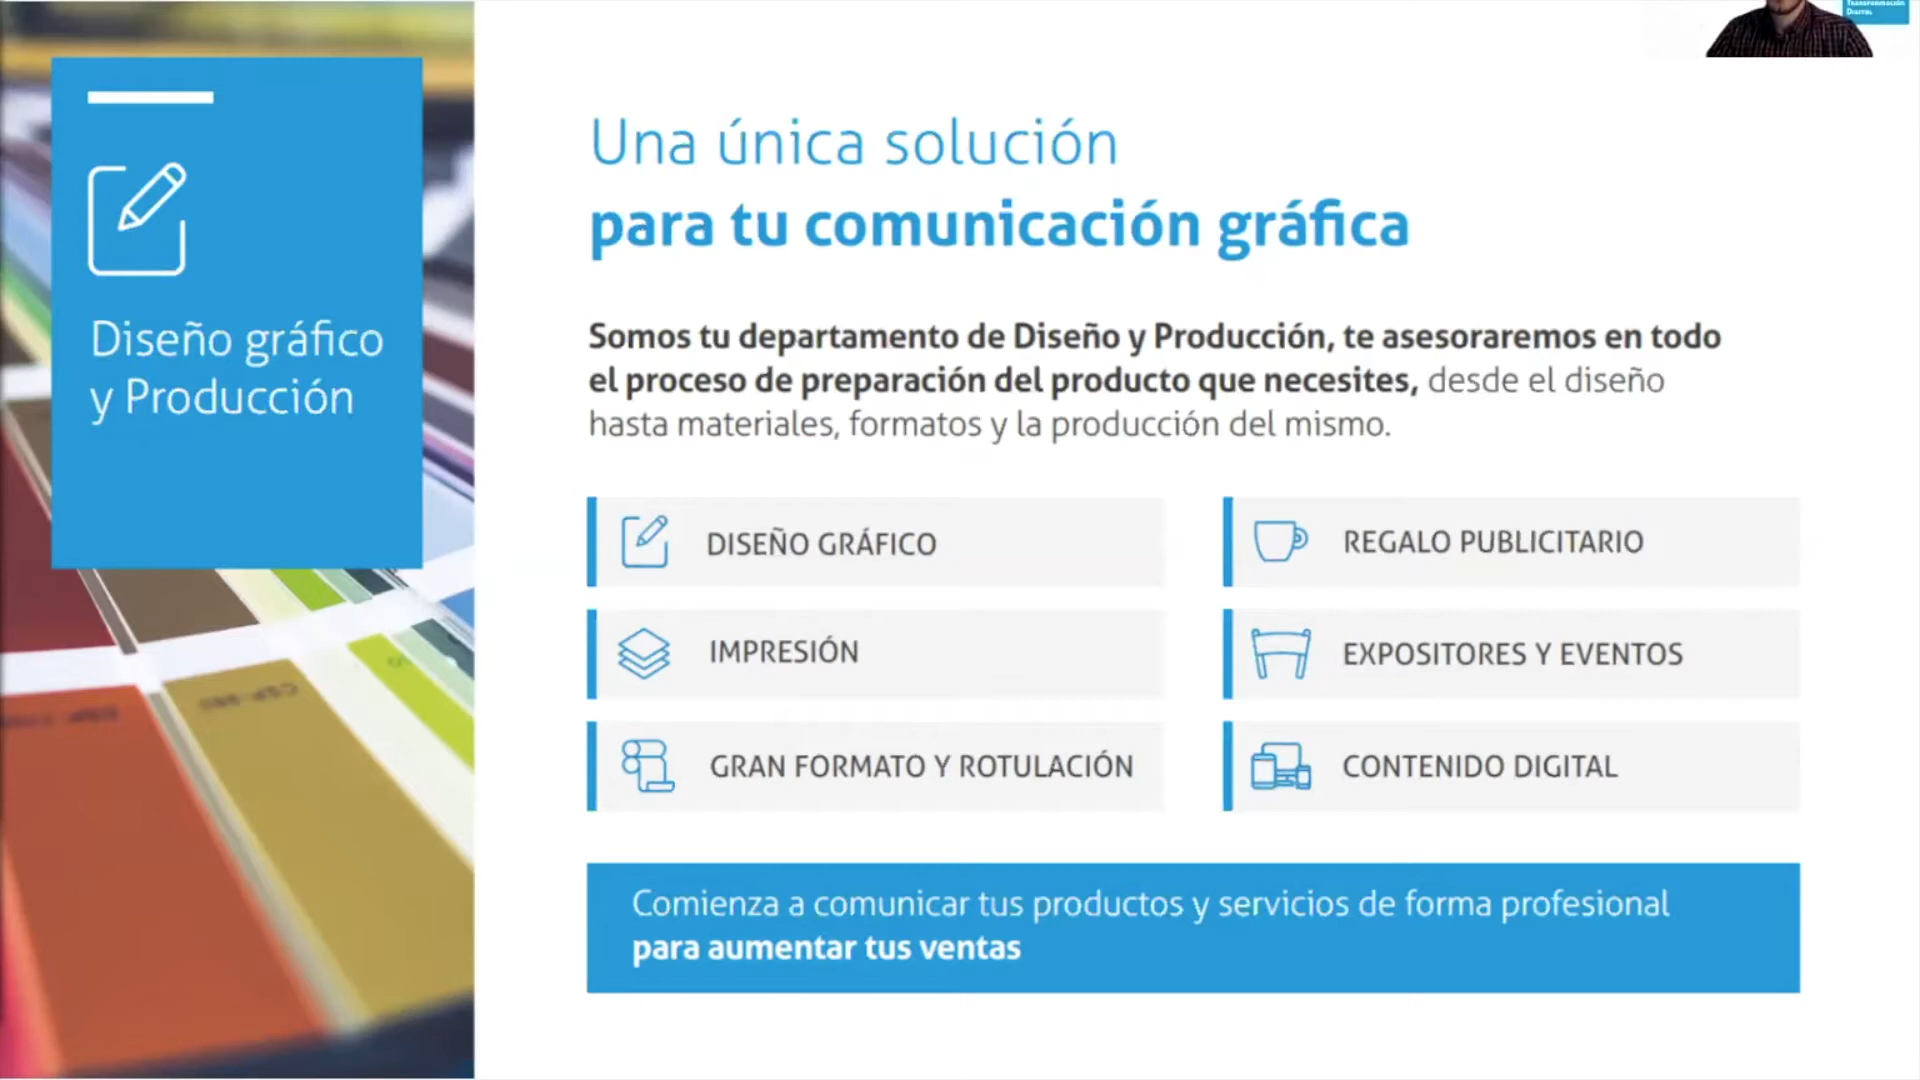 Transformación
Digital
Diseño gráfico
y Producción
Una única solución
para tu comunicación gráfica
Somos tu departamento de Diseño y Producción, te asesoraremos en todo
el proceso de preparación del producto que necesites, desde el diseño
hasta materiales, formatos y la producción del mismo.
DISEÑO GRÁFICO
REGALO PUBLICITARIO
IMPRESIÓN
EXPOSITORES Y EVENTOS
GRAN FORMATO Y ROTULACIÓN
CONTENIDO DIGITAL
Comienza a comunicar tus productos y servicios de forma profesional
para aumentar tus ventas